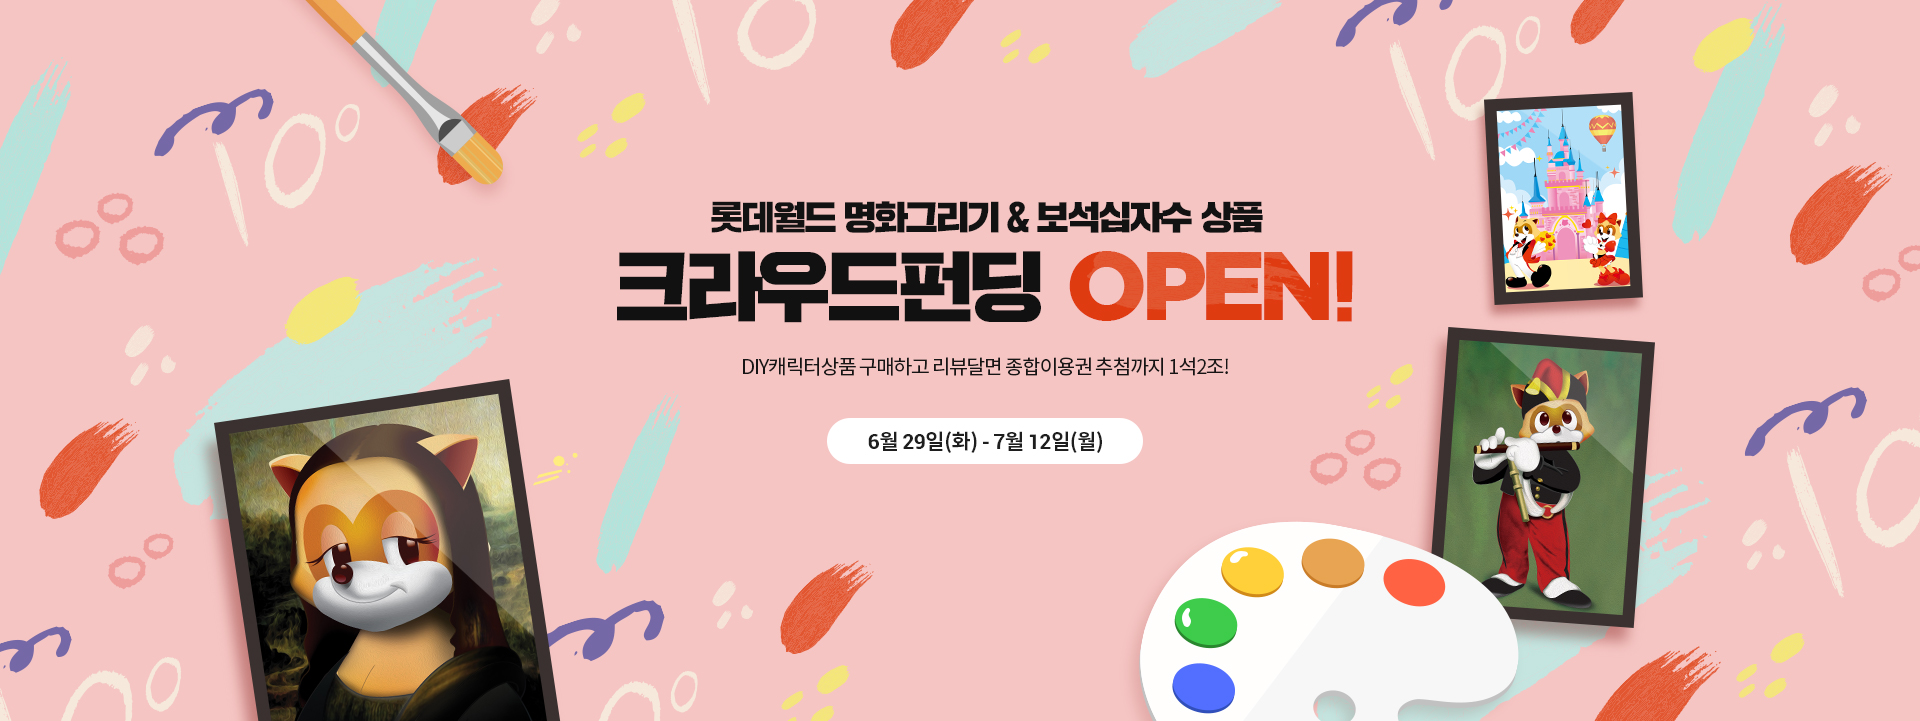 롯데월드 명화그리기 & 보석십자수 상품
크라우드펀딩 OPEN!
DIY캐릭터상품 구매하고 리뷰달면 종합이용권 추첨까지 1석2조!
6월 29일(화) - 7월 12일(월)